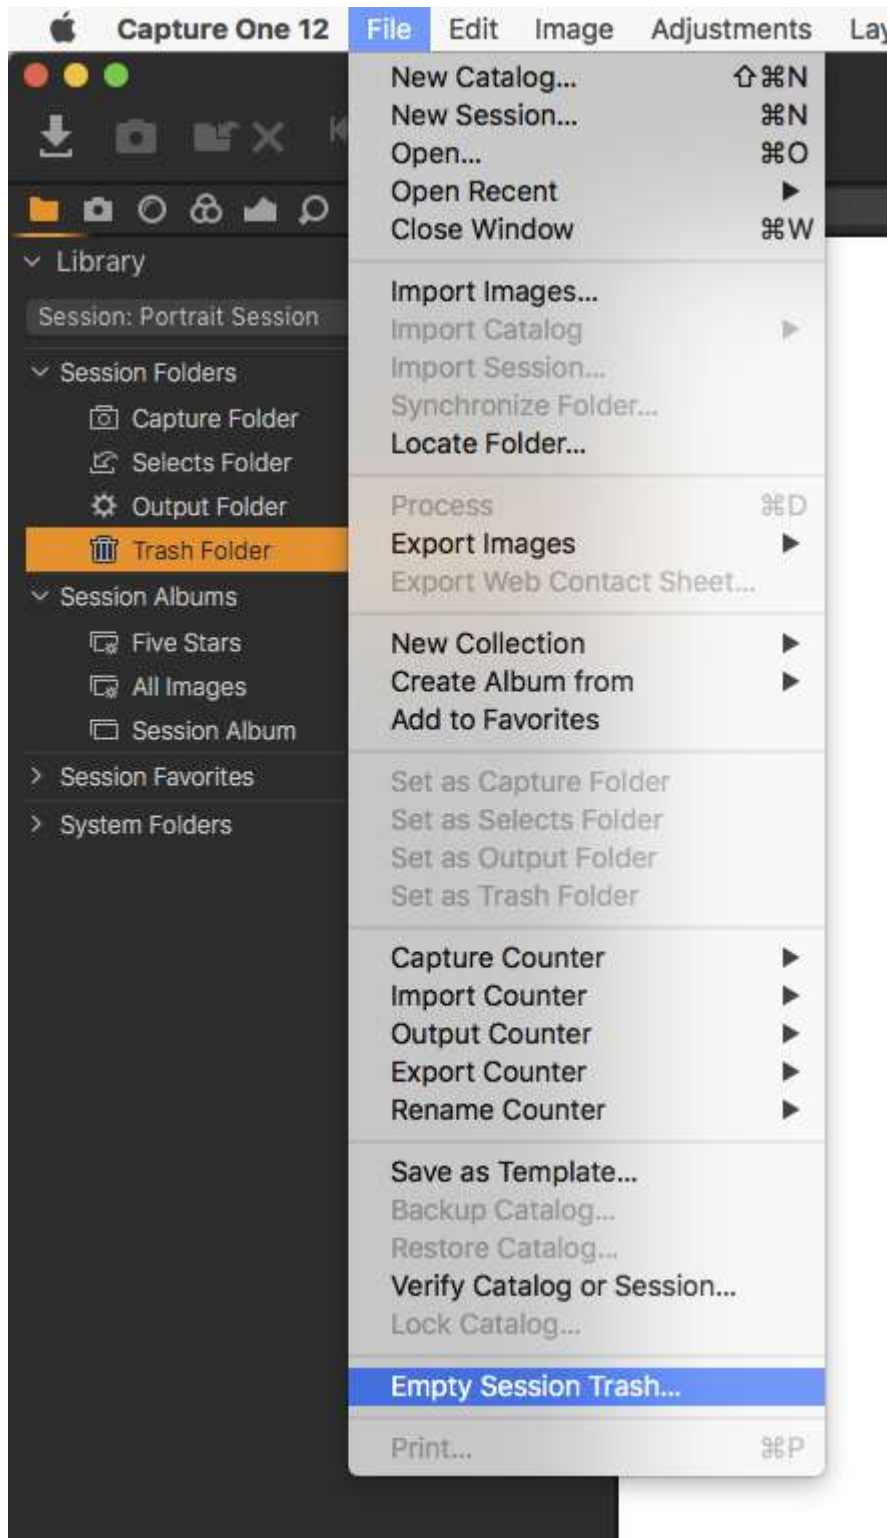 Capture One 12 File Edit Image Adjustments Lay
New Catalog... ⇧⌘N
New Session... ⌘N
Open... ⌘O
Open Recent ▶
Close Window ⌘W
Import Images...
Import Catalog ▶
Import Session...
Synchronize Folder...
Locate Folder...
Process ⌘D
Export Images ▶
Export Web Contact Sheet...
New Collection ▶
Create Album from ▶
Add to Favorites
Set as Capture Folder
Set as Selects Folder
Set as Output Folder
Set as Trash Folder
Capture Counter ▶
Import Counter ▶
Output Counter ▶
Export Counter ▶
Rename Counter ▶
Save as Template...
Backup Catalog...
Restore Catalog...
Verify Catalog or Session...
Lock Catalog...
Empty Session Trash...
Print... ⌘P
Library
Session: Portrait Session
Session Folders
Capture Folder
Selects Folder
Output Folder
Trash Folder
Session Albums
Five Stars
All Images
Session Album
Session Favorites
System Folders